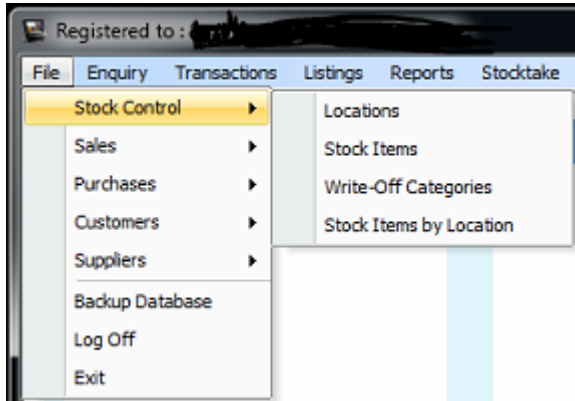 Registered to :
File Enquiry Transactions Listings Reports Stocktake
Stock Control
Sales
Purchases
Customers
Suppliers
Backup Database
Log Off
Exit
Locations
Stock Items
Write-Off Categories
Stock Items by Location